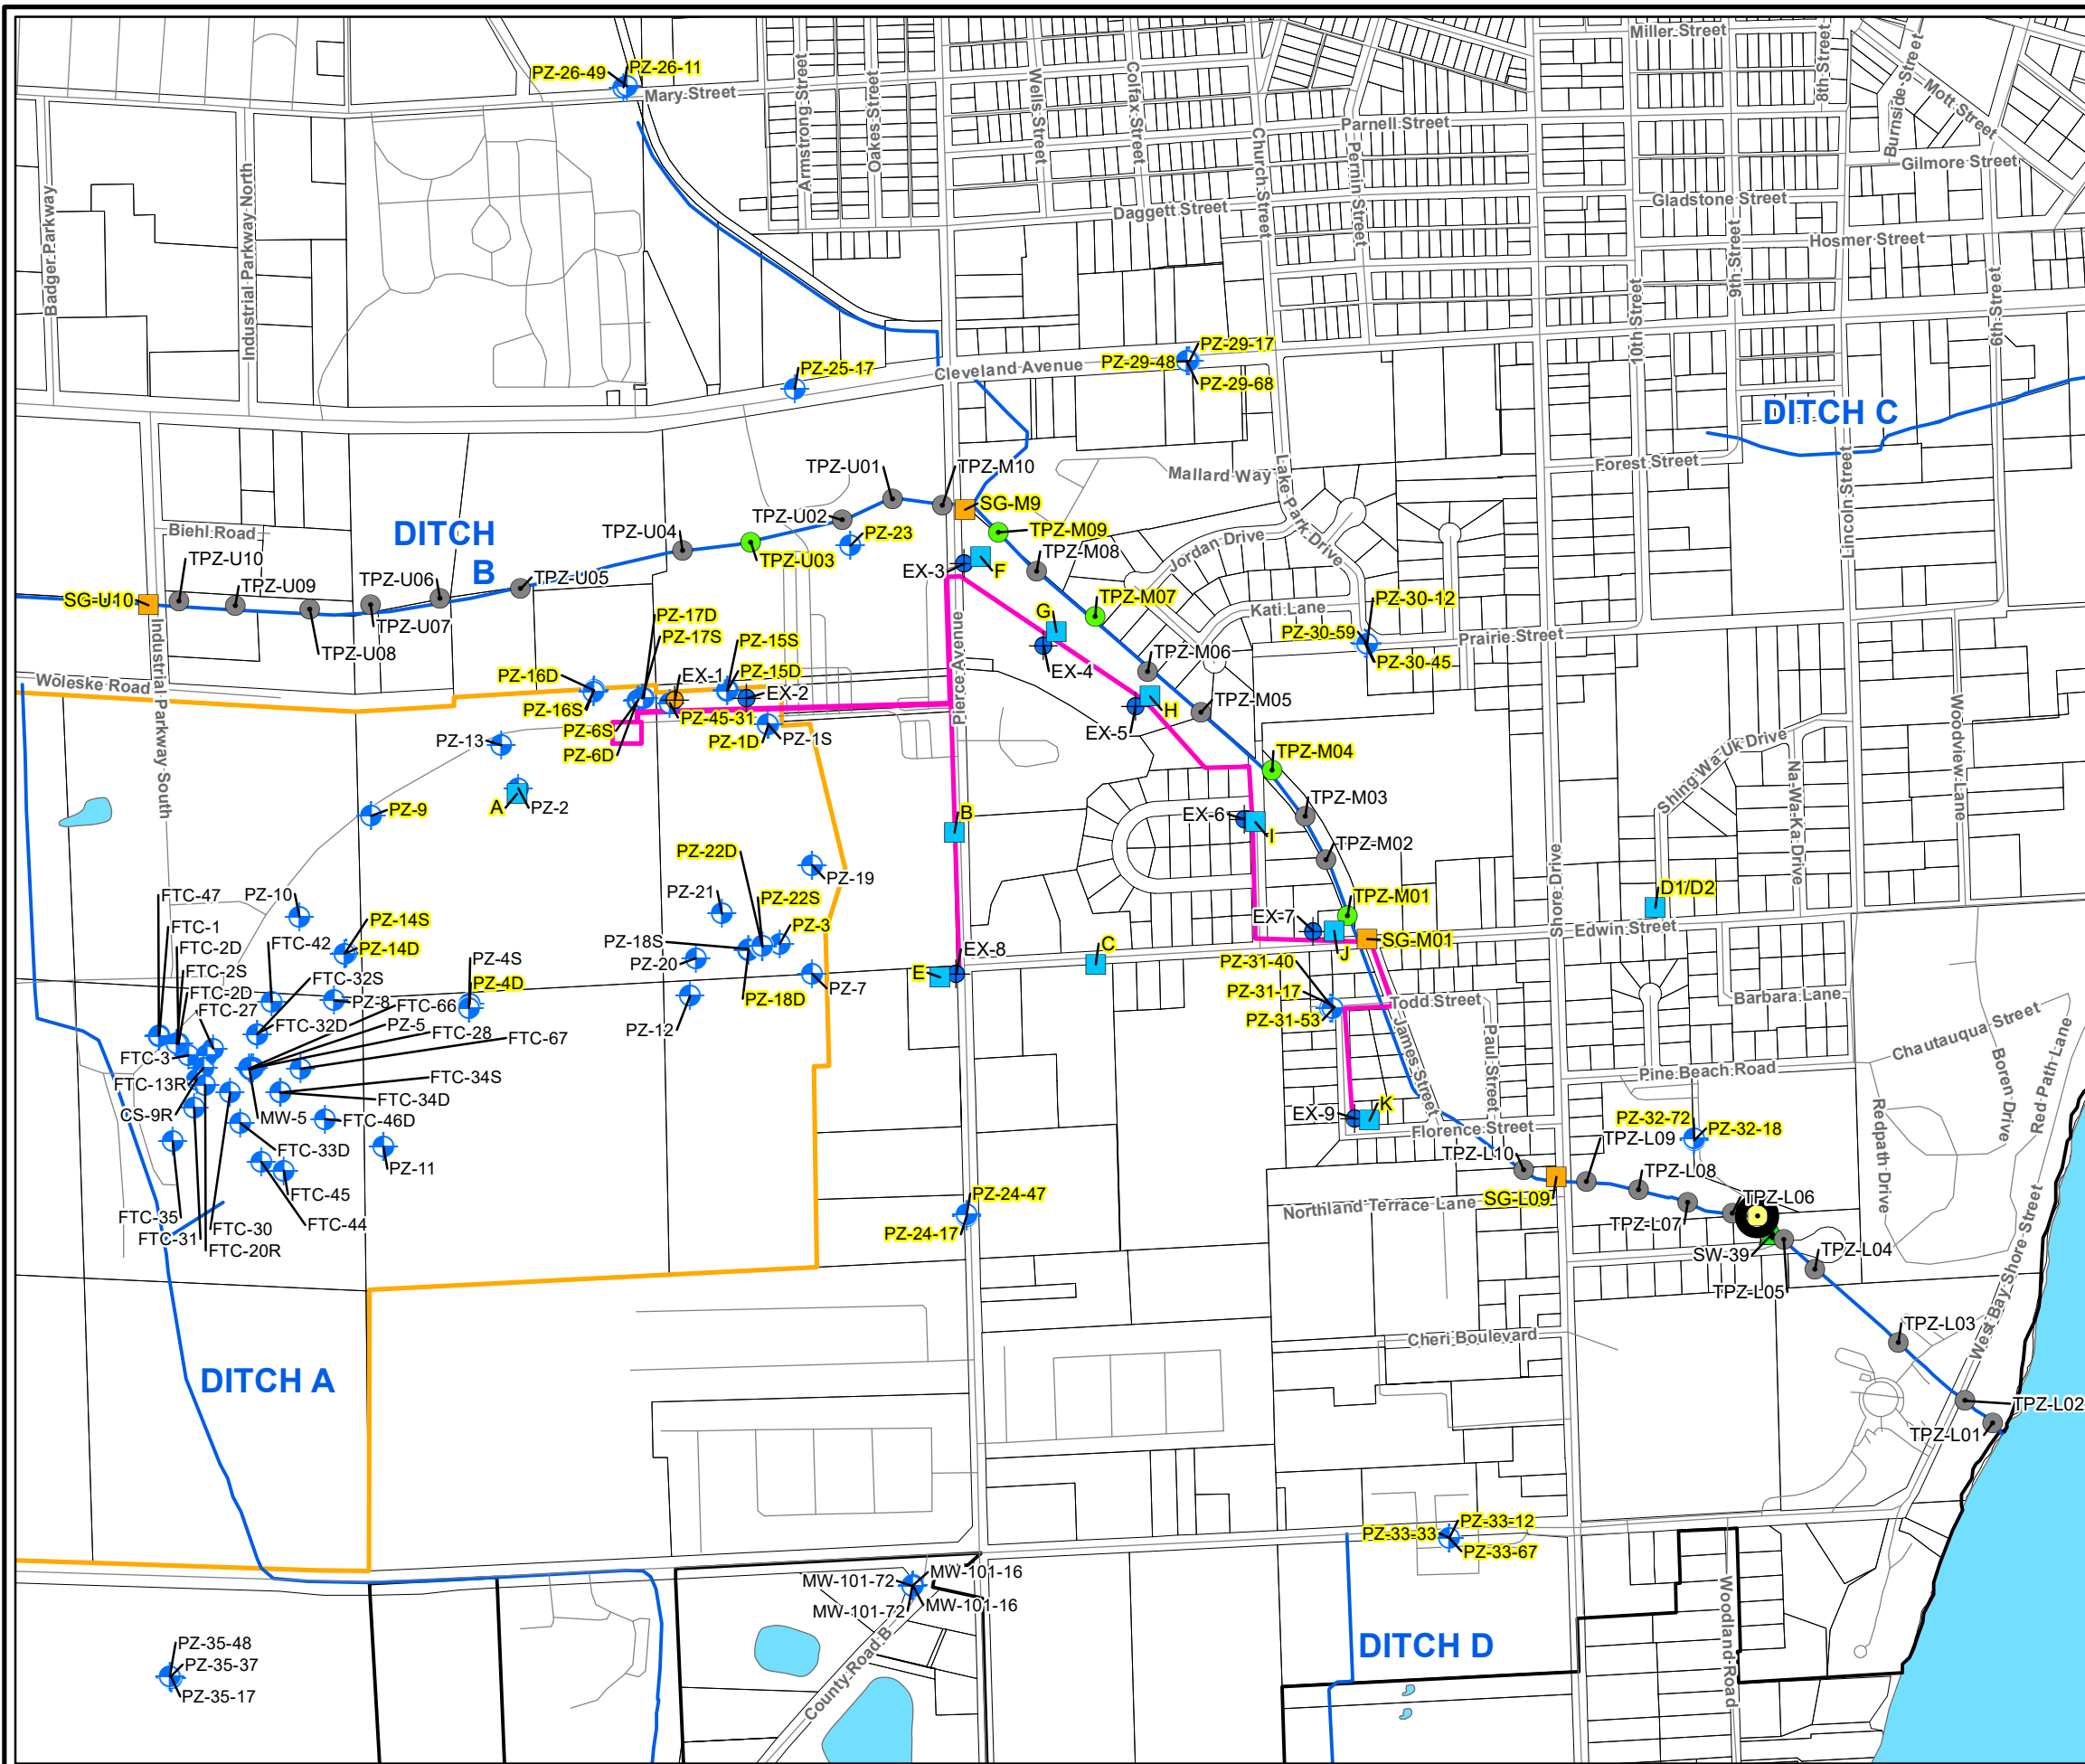 Miller Street
8th Street
Burnside Street
Mott Street
PZ-26-49
PZ-26-11
Mary Street
Armstrong Street
Oakes Street
Wells Street
Colfax Street
Church Street
Pernin Street
Parnell Street
Gilmore Street
Badger Parkway
Industrial Parkway North
Daggett Street
Gladstone Street
9th Street
Hosmer Street
10th Street
6th Street
PZ-25-17
Cleveland Avenue
PZ-29-48
PZ-29-17
PZ-29-68
DITCH C
TPZ-U01
TPZ-M10
Mallard Way
Lake Park Drive
Forest Street
Lincoln Street
SG-M9
DITCH
B
Biehl Road
TPZ-U04
TPZ-U02
PZ-23
TPZ-M09
TPZ-M08
Jordan Drive
TPZ-U10
TPZ-U09
TPZ-U06
TPZ-U05
TPZ-U03
EX-3
F
SG-U10
TPZ-U07
TPZ-U08
TPZ-M07
Kati Lane
PZ-30-12
PZ-30-59
PZ-30-45
Prairie Street
G
EX-4
TPZ-M06
PZ-17D
PZ-17S
PZ-15S
PZ-15D
PZ-16D
PZ-16S
EX-1
EX-2
Woleske Road
Industrial Parkway South
Pierce Avenue
PZ-6S
PZ-6D
PZ-45-31
PZ-1D
PZ-1S
H
EX-5
TPZ-M05
PZ-13
A
PZ-2
PZ-9
TPZ-M04
Shing Wa Uk Drive
Na-Wa-Ka Drive
Woodview Lane
TPZ-M03
B
EX-6
I
TPZ-M02
PZ-22D
PZ-19
PZ-21
PZ-22S
PZ-3
FTC-47
PZ-10
FTC-1
FTC-2D
FTC-2S
FTC-2D
FTC-27
FTC-42
PZ-14S
PZ-14D
FTC-32S
PZ-4S
PZ-4D
PZ-18S
PZ-20
PZ-18D
PZ-7
PZ-12
EX-8
E
C
TPZ-M01
EX-7
J
SG-M01
D1/D2
Edwin Street
Shore Drive
PZ-31-40
PZ-31-17
PZ-31-53
Todd Street
Barbara Lane
Chautauqua Street
PZ-8
FTC-66
PZ-5
FTC-32D
FTC-28
FTC-67
FTC-3
FTC-13R
CS-9R
FTC-34S
FTC-34D
MW-5
FTC-46D
FTC-33D
PZ-11
FTC-45
FTC-44
FTC-35
FTC-31
FTC-30
FTC-20R
James Street
Paul Street
Pine Beach Road
Boren Drive
Red Path Lane
Redpath Drive
EX-9
K
Florence Street
PZ-32-72
PZ-32-18
TPZ-L10
TPZ-L09
TPZ-L08
TPZ-L06
TPZ-L07
SG-L09
Northland Terrace Lane
PZ-24-47
PZ-24-17
SW-39
TPZ-L04
TPZ-L05
West Bay Shore Street
TPZ-L03
Cheri Boulevard
DITCH A
TPZ-L02
TPZ-L01
PZ-33-33
PZ-33-12
PZ-33-67
MW-101-72
MW-101-16
MW-101-72
MW-101-16
County Road B
DITCH D
Woodland Road
PZ-35-48
PZ-35-37
PZ-35-17